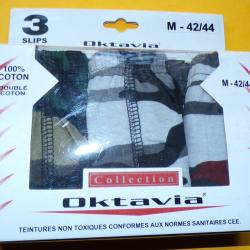 3
SLIPS
Oktavia®
M - 42/44
100%
COTON
DOUBLE
COTON
M - 42/44
Collection
Oktavia®
TEINTURES NON TOXIQUES CONFORMES AUX NORMES SANITAIRES CEE.